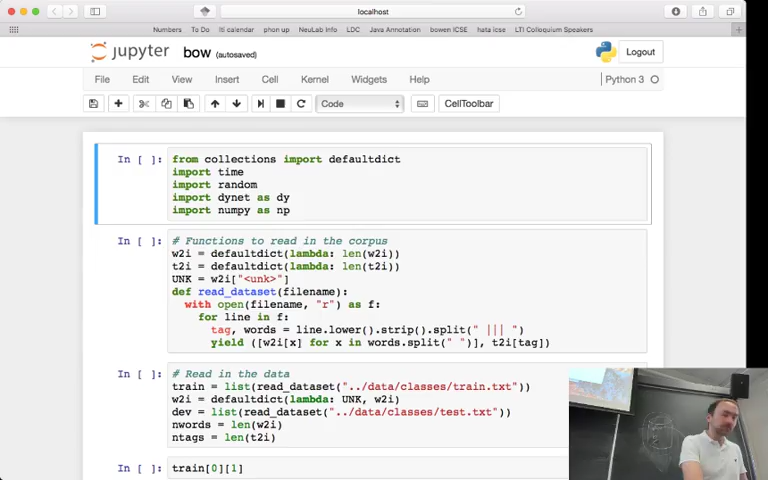 localhost
Numbers To Do lti calendar phon up NeuLab Info LDC Java Annotation bowen ICSE hata icse LTI Colloquium Speakers
jupyter bow (autosaved)
Logout
File Edit View Insert Cell Kernel Widgets Help
Python 3
Code
CellToolbar
In [ ]:
from collections import defaultdict
import time
import random
import dynet as dy
import numpy as np
In [ ]:
# Functions to read in the corpus
w2i = defaultdict(lambda: len(w2i))
t2i = defaultdict(lambda: len(t2i))
UNK = w2i["<unk>"]
def read_dataset(filename):
with open(filename, "r") as f:
for line in f:
tag, words = line.lower().strip().split(" ||| ")
yield ([w2i[x] for x in words.split(" ")], t2i[tag])
In [ ]:
# Read in the data
train = list(read_dataset("../data/classes/train.txt"))
w2i = defaultdict(lambda: UNK, w2i)
dev = list(read_dataset("../data/classes/test.txt"))
nwords = len(w2i)
ntags = len(t2i)
In [ ]:
train[0][1]